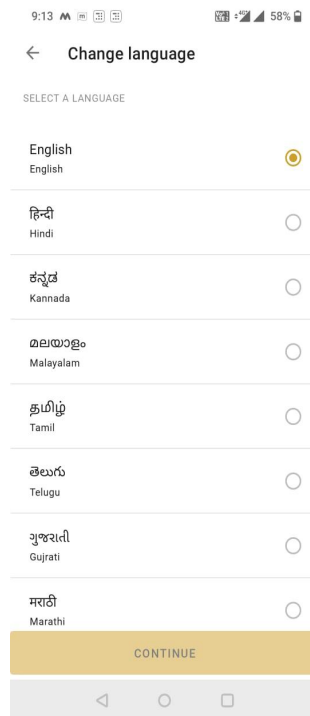 9:13
58%
Change language
SELECT A LANGUAGE
English
English
हिन्दी
Hindi
ಕನ್ನಡ
Kannada
മലയാളം
Malayalam
தமிழ்
Tamil
తెలుగు
Telugu
ગુજરાતી
Gujrati
मराठी
Marathi
CONTINUE